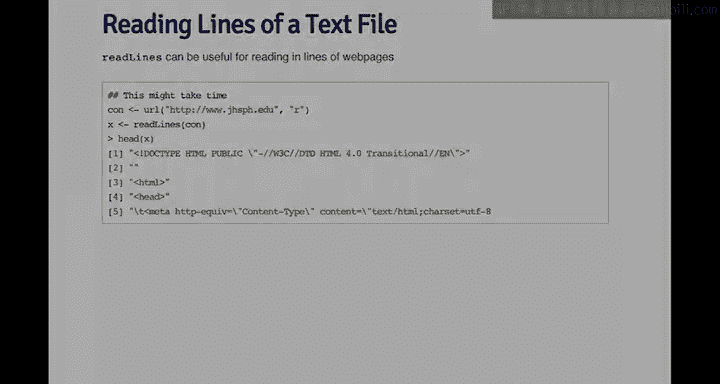 Reading Lines of a Text File
readLines can be useful for reading in lines of webpages
## This might take time
con <- url("http://www.jhsph.edu", "r")
x <- readLines(con)
> head(x)
[1] "<!DOCTYPE HTML PUBLIC \"-//W3C//DTD HTML 4.0 Transitional//EN\">"
[2] ""
[3] "<html>"
[4] "<head>"
[5] "\t<meta http-equiv=\"Content-Type\" content=\"text/html;charset=utf-8